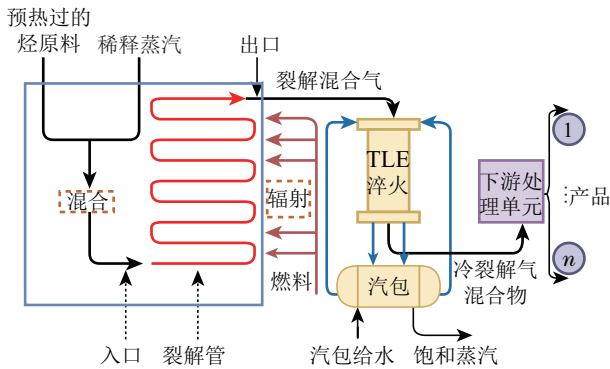 预热过的
烃原料
稀释蒸汽
出口
裂解混合气
混合
辐射
燃料
TLE
淬火
汽包
下游处
理单元
1
⋮产品
n
冷裂解气
混合物
入口
裂解管
汽包给水
饱和蒸汽